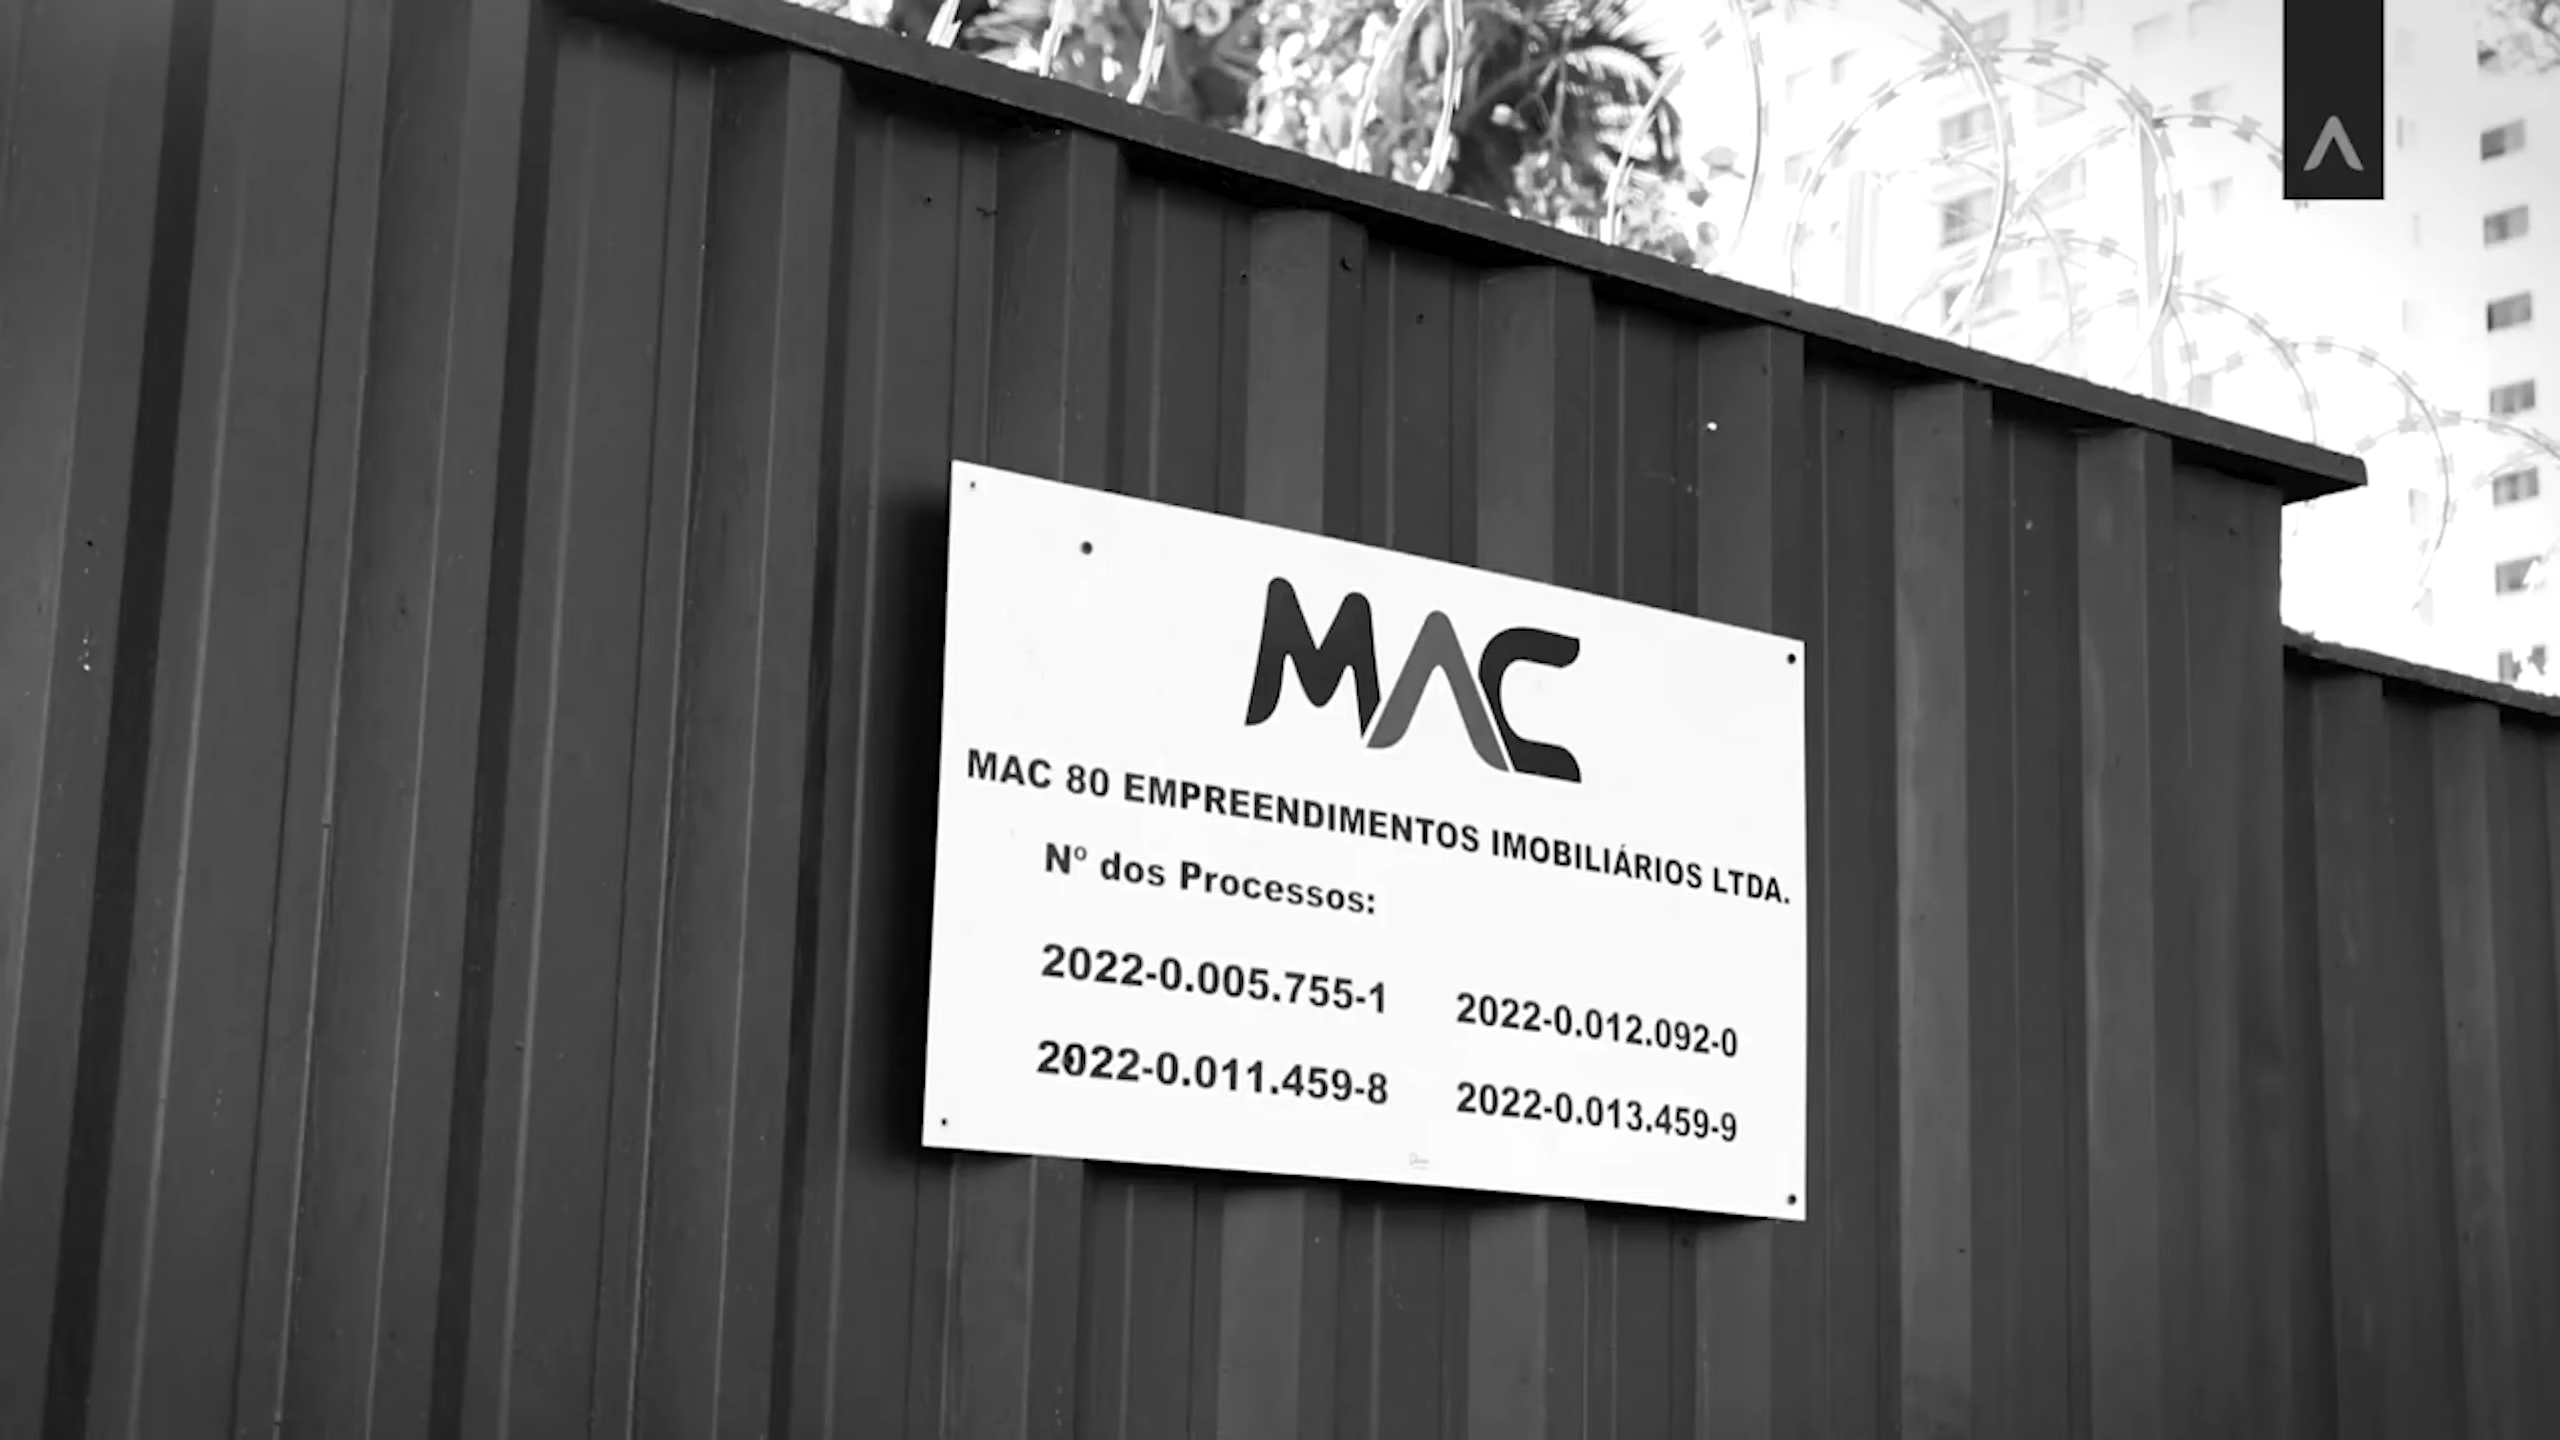 MAC
MAC 80 EMPREENDIMENTOS IMOBILIÁRIOS LTDA.
Nº dos Processos:
2022-0.005.755-1 2022-0.012.092-0
2022-0.011.459-8 2022-0.013.459-9